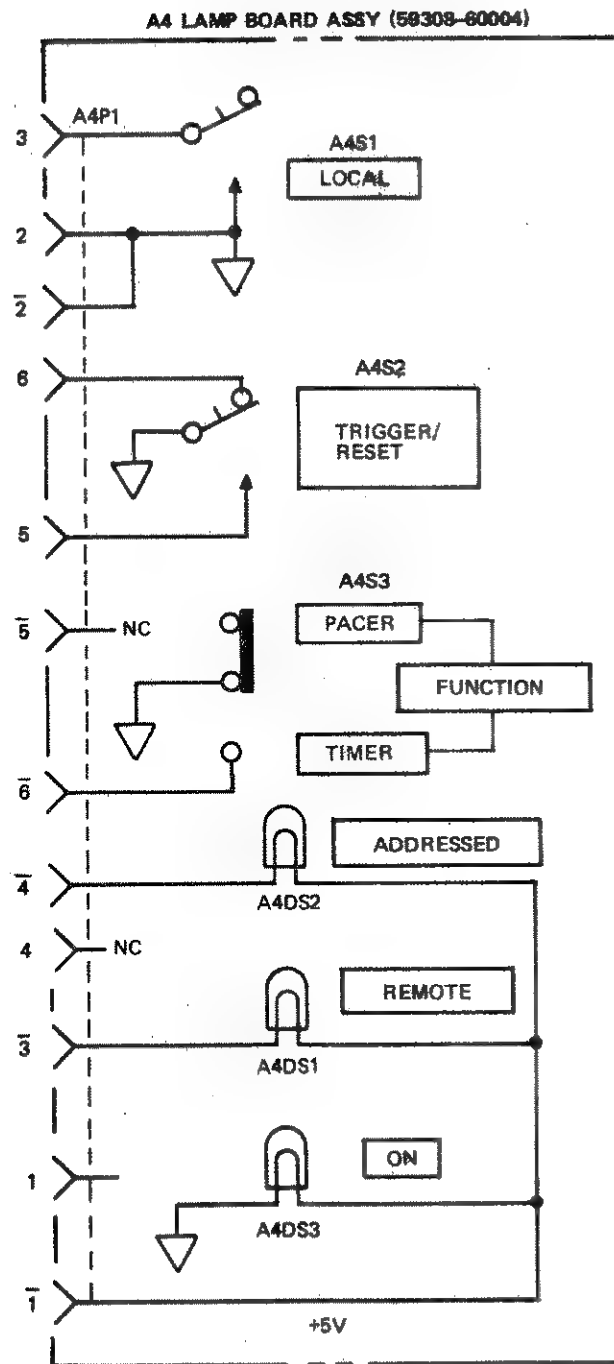 A4 LAMP BOARD ASSY (59308-60004)
A4P1
3
A4S1
LOCAL
2
2̅
6
A4S2
TRIGGER/
RESET
5
A4S3
5̅ NC
PACER
FUNCTION
TIMER
6̅
ADDRESSED
4̅
A4DS2
4 NC
REMOTE
3̅
A4DS1
ON
1
A4DS3
1̅
+5V